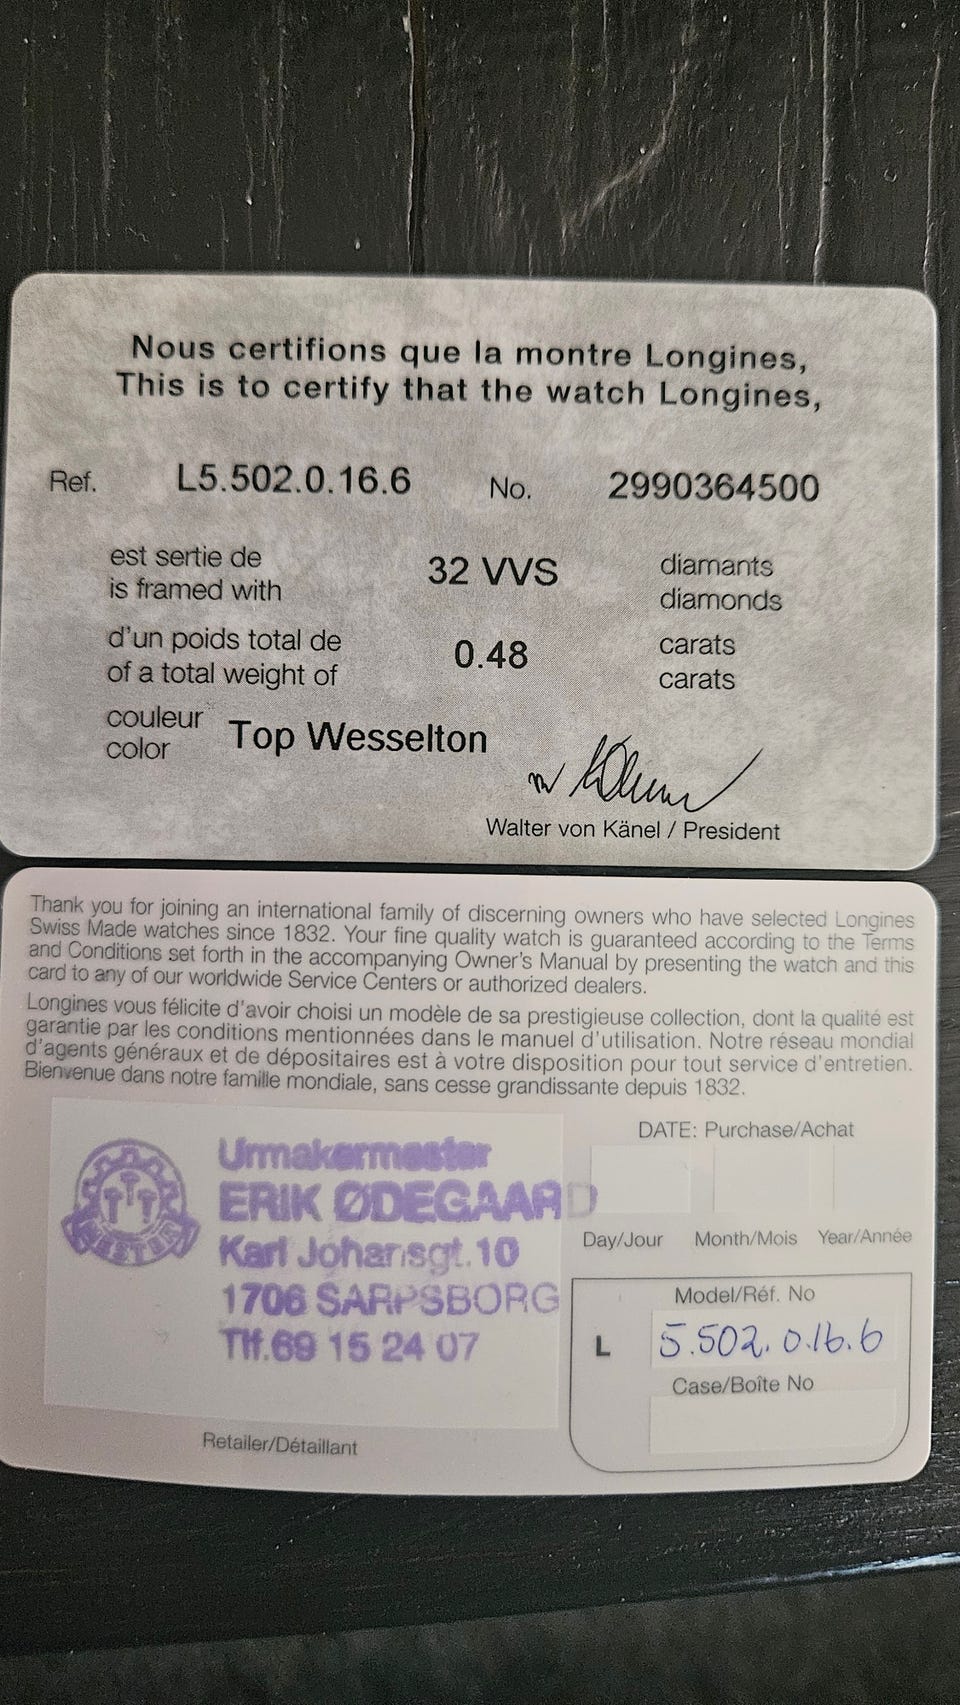 Nous certifions que la montre Longines,
This is to certify that the watch Longines,
Ref. L5.502.0.16.6 No. 2990364500
est sertie de
is framed with
32 VVS
diamants
diamonds
d'un poids total de
of a total weight of
0.48
carats
carats
couleur
color
Top Wesselton
Walter von Känel / President
Thank you for joining an international family of discerning owners who have selected Longines
Swiss Made watches since 1832. Your fine quality watch is guaranteed according to the Terms
and Conditions set forth in the accompanying Owner's Manual by presenting the watch and this
card to any of our worldwide Service Centers or authorized dealers.
Longines vous félicite d'avoir choisi un modèle de sa prestigieuse collection, dont la qualité est
garantie par les conditions mentionnées dans le manuel d'utilisation. Notre réseau mondial
d'agents généraux et de dépositaires est à votre disposition pour tout service d'entretien.
Bienvenue dans notre famille mondiale, sans cesse grandissante depuis 1832.
MESTER
Urmakermester
ERIK ØDEGAARD
Karl Johansgt. 10
1706 SARPSBORG
Tlf. 69 15 24 07
Retailer/Détaillant
DATE: Purchase/Achat
Day/Jour Month/Mois Year/Année
Model/Réf. No
L 5.502.0.16.6
Case/Boîte No